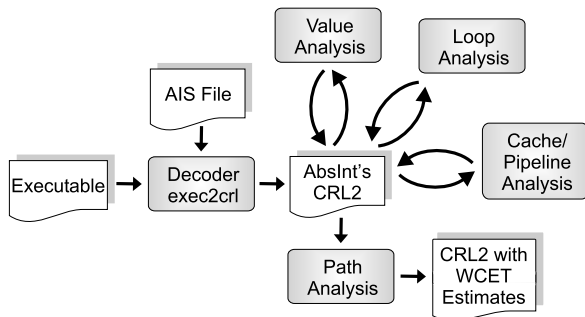 Value
Analysis
Loop
Analysis
AIS File
Cache/
Pipeline
Analysis
Executable
Decoder
exec2crl
AbsInt's
CRL2
Path
Analysis
CRL2 with
WCET
Estimates